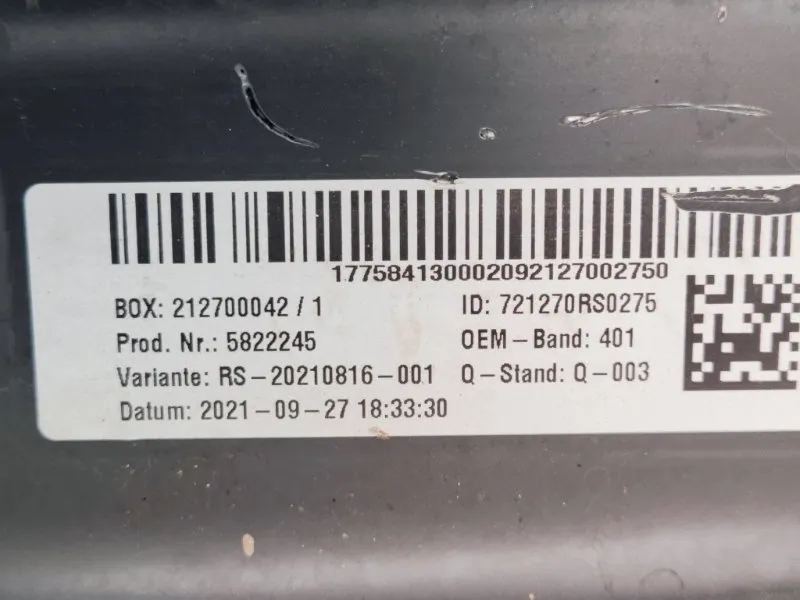 177584130002092127002750
BOX: 212700042 / 1 ID: 721270RS0275
Prod. Nr.: 5822245 OEM-Band: 401
Variante: RS-20210816-001 Q-Stand: Q-003
Datum: 2021-09-27 18:33:30